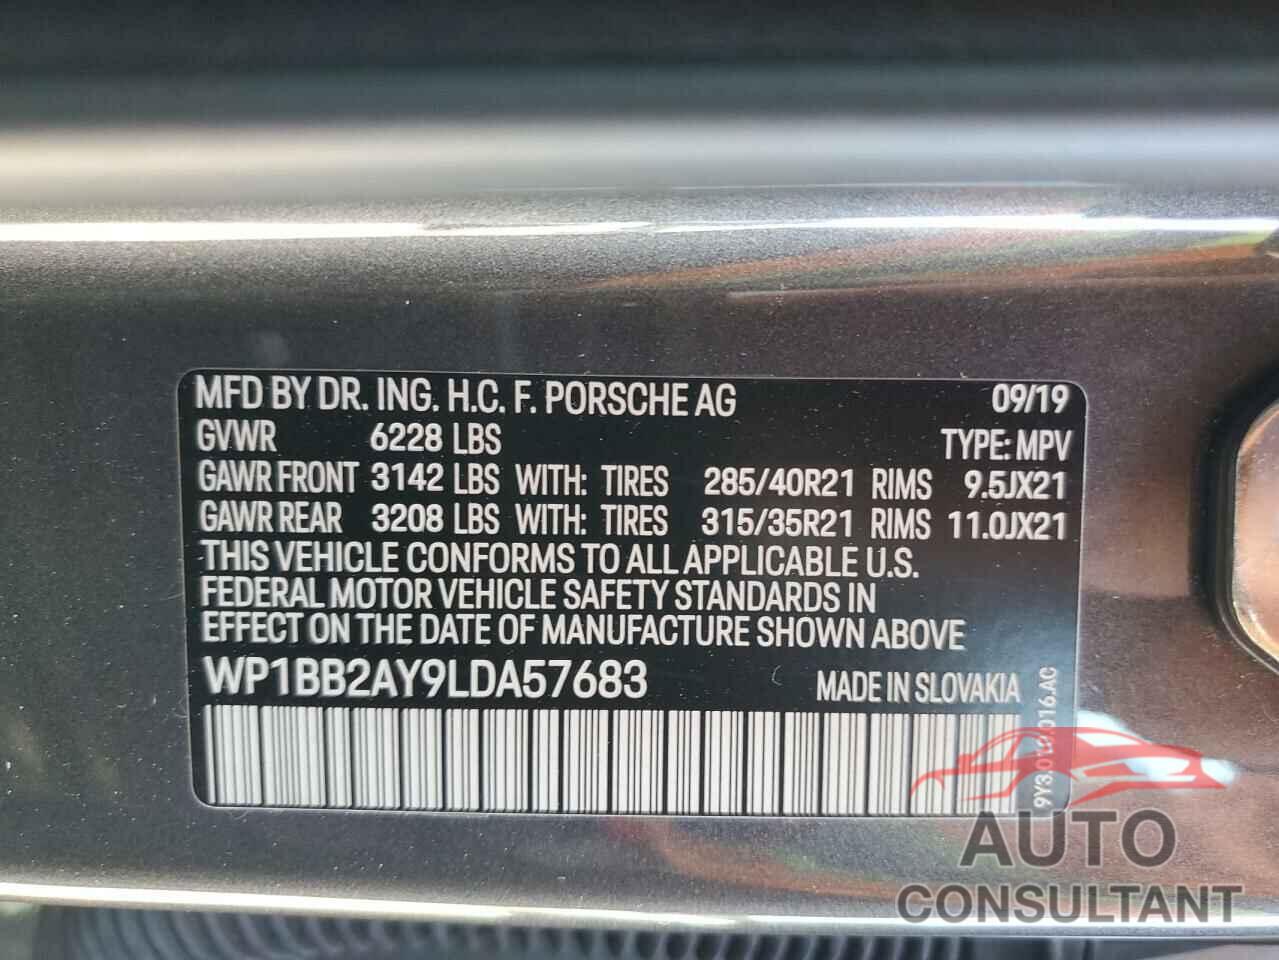 MFD BY DR. ING. H.C. F. PORSCHE AG 09/19
GVWR 6228 LBS TYPE: MPV
GAWR FRONT 3142 LBS WITH: TIRES 285/40R21 RIMS 9.5JX21
GAWR REAR 3208 LBS WITH: TIRES 315/35R21 RIMS 11.0JX21
THIS VEHICLE CONFORMS TO ALL APPLICABLE U.S.
FEDERAL MOTOR VEHICLE SAFETY STANDARDS IN
EFFECT ON THE DATE OF MANUFACTURE SHOWN ABOVE
WP1BB2AY9LDA57683 MADE IN SLOVAKIA
AUTO
CONSULTANT